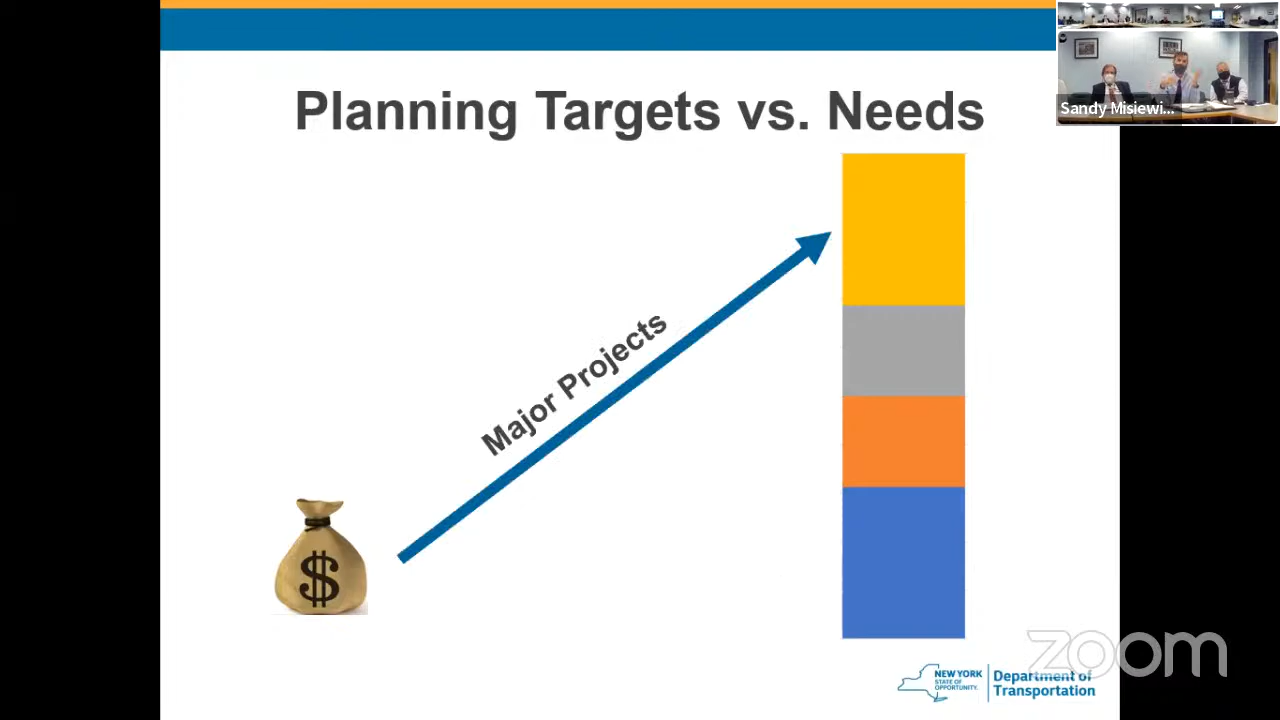 Planning Targets vs. Needs
Sandy Misiewi...
Major Projects
$
zoom
NEW YORK
STATE OF
OPPORTUNITY.
Department of
Transportation